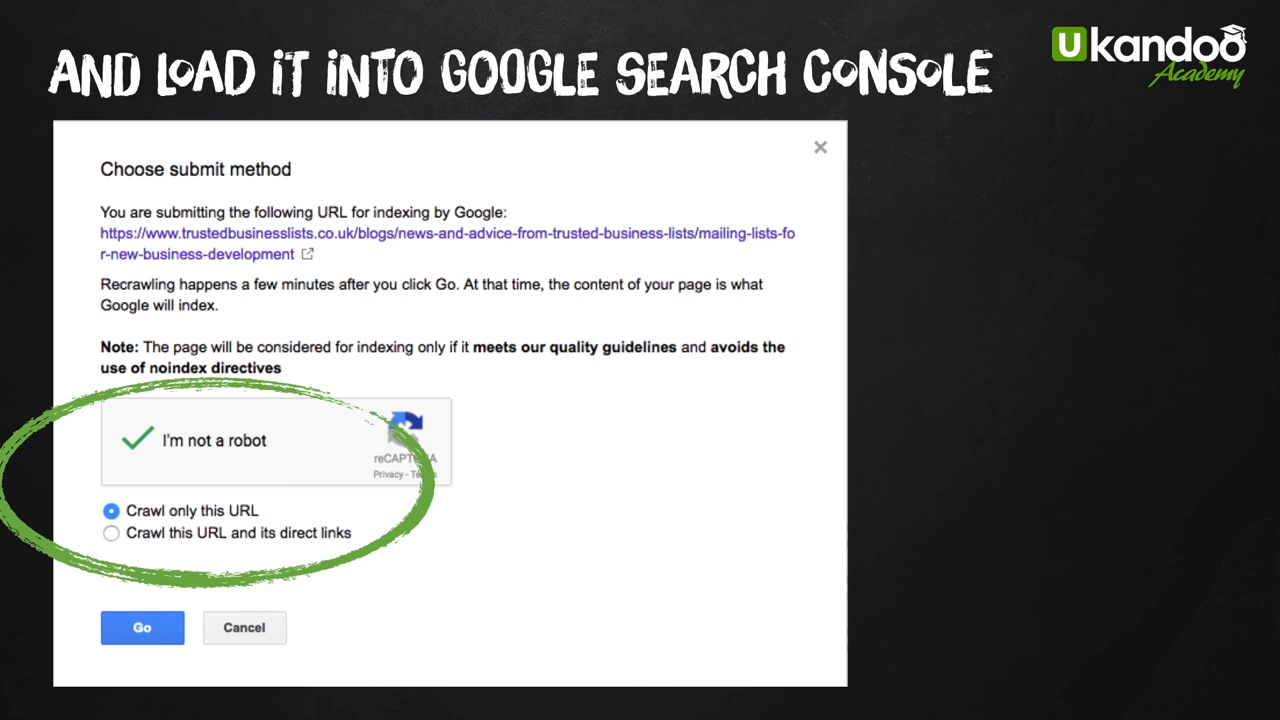 AND LOAD IT INTO GOOGLE SEARCH CONSOLE
Ukandoo
Academy
Choose submit method
You are submitting the following URL for indexing by Google:
https://www.trustedbusinesslists.co.uk/blogs/news-and-advice-from-trusted-business-lists/mailing-lists-fo
r-new-business-development
Recrawling happens a few minutes after you click Go. At that time, the content of your page is what
Google will index.
Note: The page will be considered for indexing only if it meets our quality guidelines and avoids the
use of noindex directives
I'm not a robot
reCAPTCHA
Privacy - Terms
Crawl only this URL
Crawl this URL and its direct links
Go
Cancel